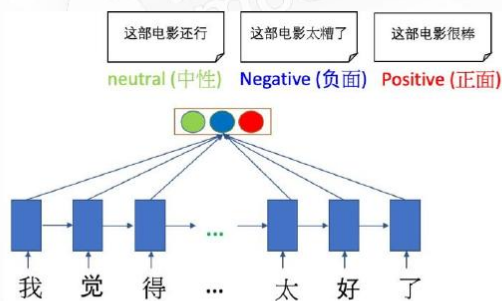 这部电影还行 这部电影太糟了 这部电影很棒
neutral (中性) Negative (负面) Positive (正面)
...
我 觉 得 ... 太 好 了